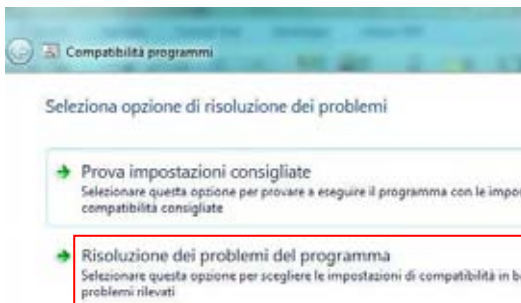 Compatibilità programmi
Seleziona opzione di risoluzione dei problemi
Prova impostazioni consigliate
Selezionare questa opzione per provare a eseguire il programma con le impo
compatibilità consigliate
Risoluzione dei problemi del programma
Selezionare questa opzione per scegliere le impostazioni di compatibilità in b
problemi rilevati